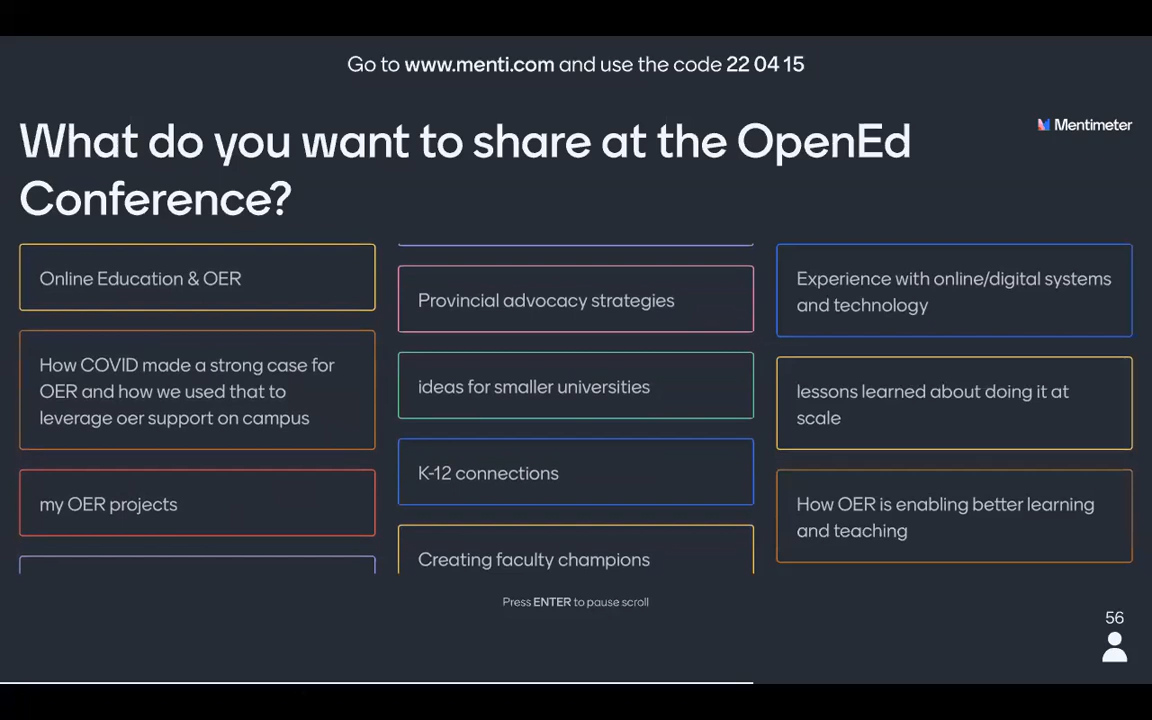 Go to www.menti.com and use the code 22 04 15
What do you want to share at the OpenEd
Conference?
Mentimeter
Online Education & OER
How COVID made a strong case for
OER and how we used that to
leverage oer support on campus
my OER projects
Provincial advocacy strategies
ideas for smaller universities
K-12 connections
Creating faculty champions
Experience with online/digital systems
and technology
lessons learned about doing it at
scale
How OER is enabling better learning
and teaching
Press ENTER to pause scroll
56